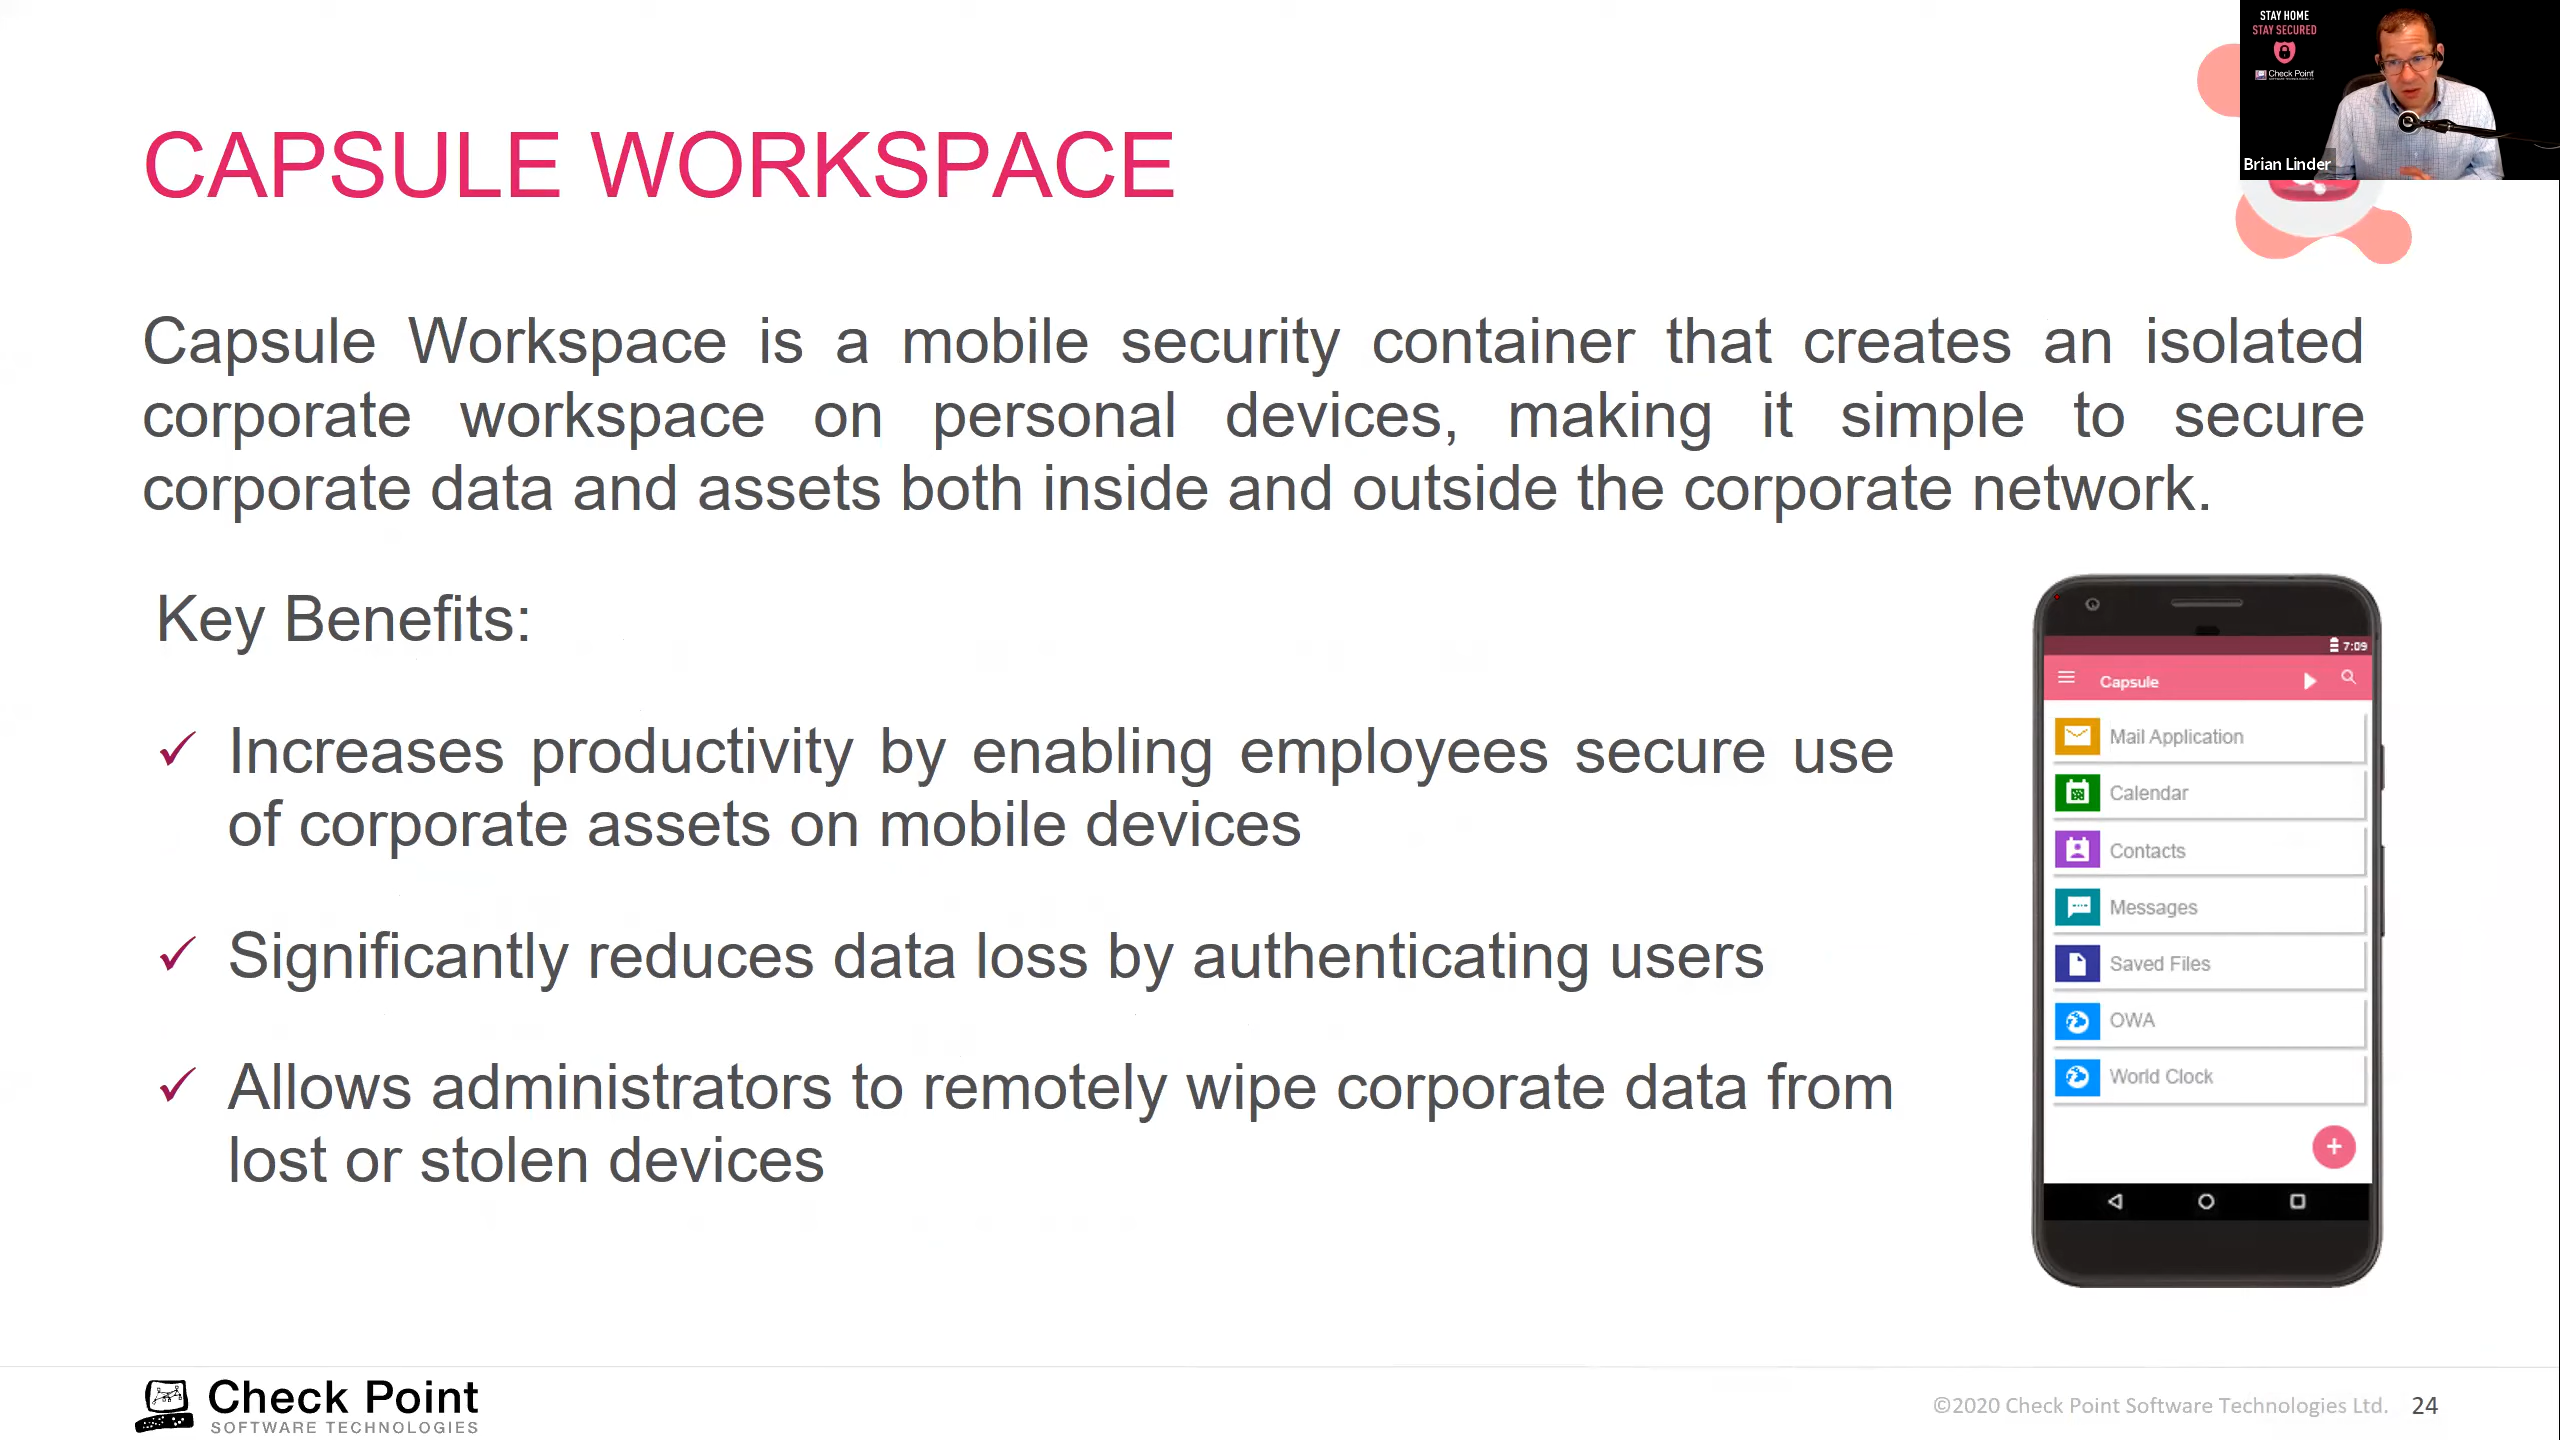 STAY HOME
STAY SECURED
Check Point
Brian Linder
CAPSULE WORKSPACE
Capsule Workspace is a mobile security container that creates an isolated
corporate workspace on personal devices, making it simple to secure
corporate data and assets both inside and outside the corporate network.
Key Benefits:
Increases productivity by enabling employees secure use
of corporate assets on mobile devices
Significantly reduces data loss by authenticating users
Allows administrators to remotely wipe corporate data from
lost or stolen devices
7:09
Capsule
Mail Application
Calendar
Contacts
Messages
Saved Files
OWA
World Clock
Check Point
SOFTWARE TECHNOLOGIES
©2020 Check Point Software Technologies Ltd. 24